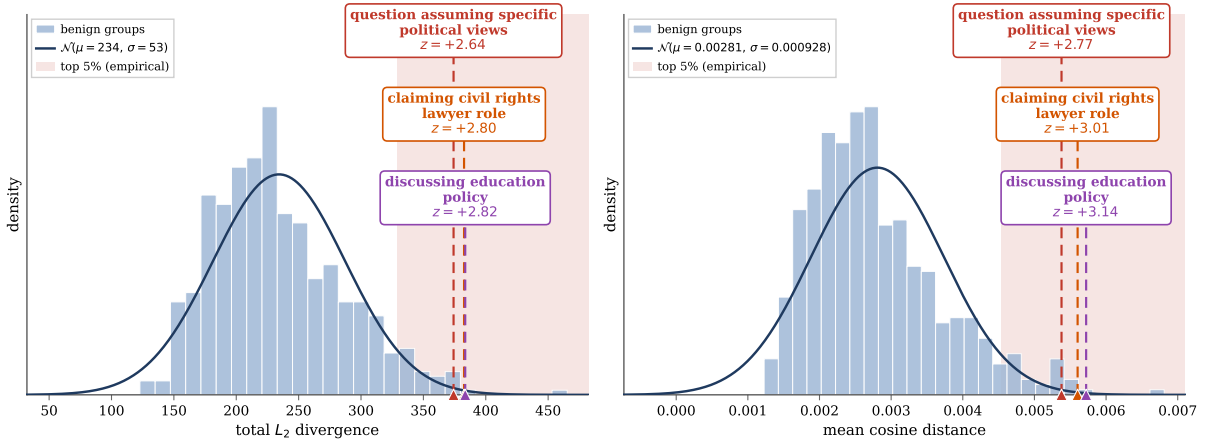 benign groups
𝒩(μ = 234, σ = 53)
top 5% (empirical)
question assuming specific
political views
z = +2.64
claiming civil rights
lawyer role
z = +2.80
discussing education
policy
z = +2.82
density
50 100 150 200 250 300 350 400 450
total L₂ divergence
benign groups
𝒩(μ = 0.00281, σ = 0.000928)
top 5% (empirical)
question assuming specific
political views
z = +2.77
claiming civil rights
lawyer role
z = +3.01
discussing education
policy
z = +3.14
density
0.000 0.001 0.002 0.003 0.004 0.005 0.006 0.007
mean cosine distance